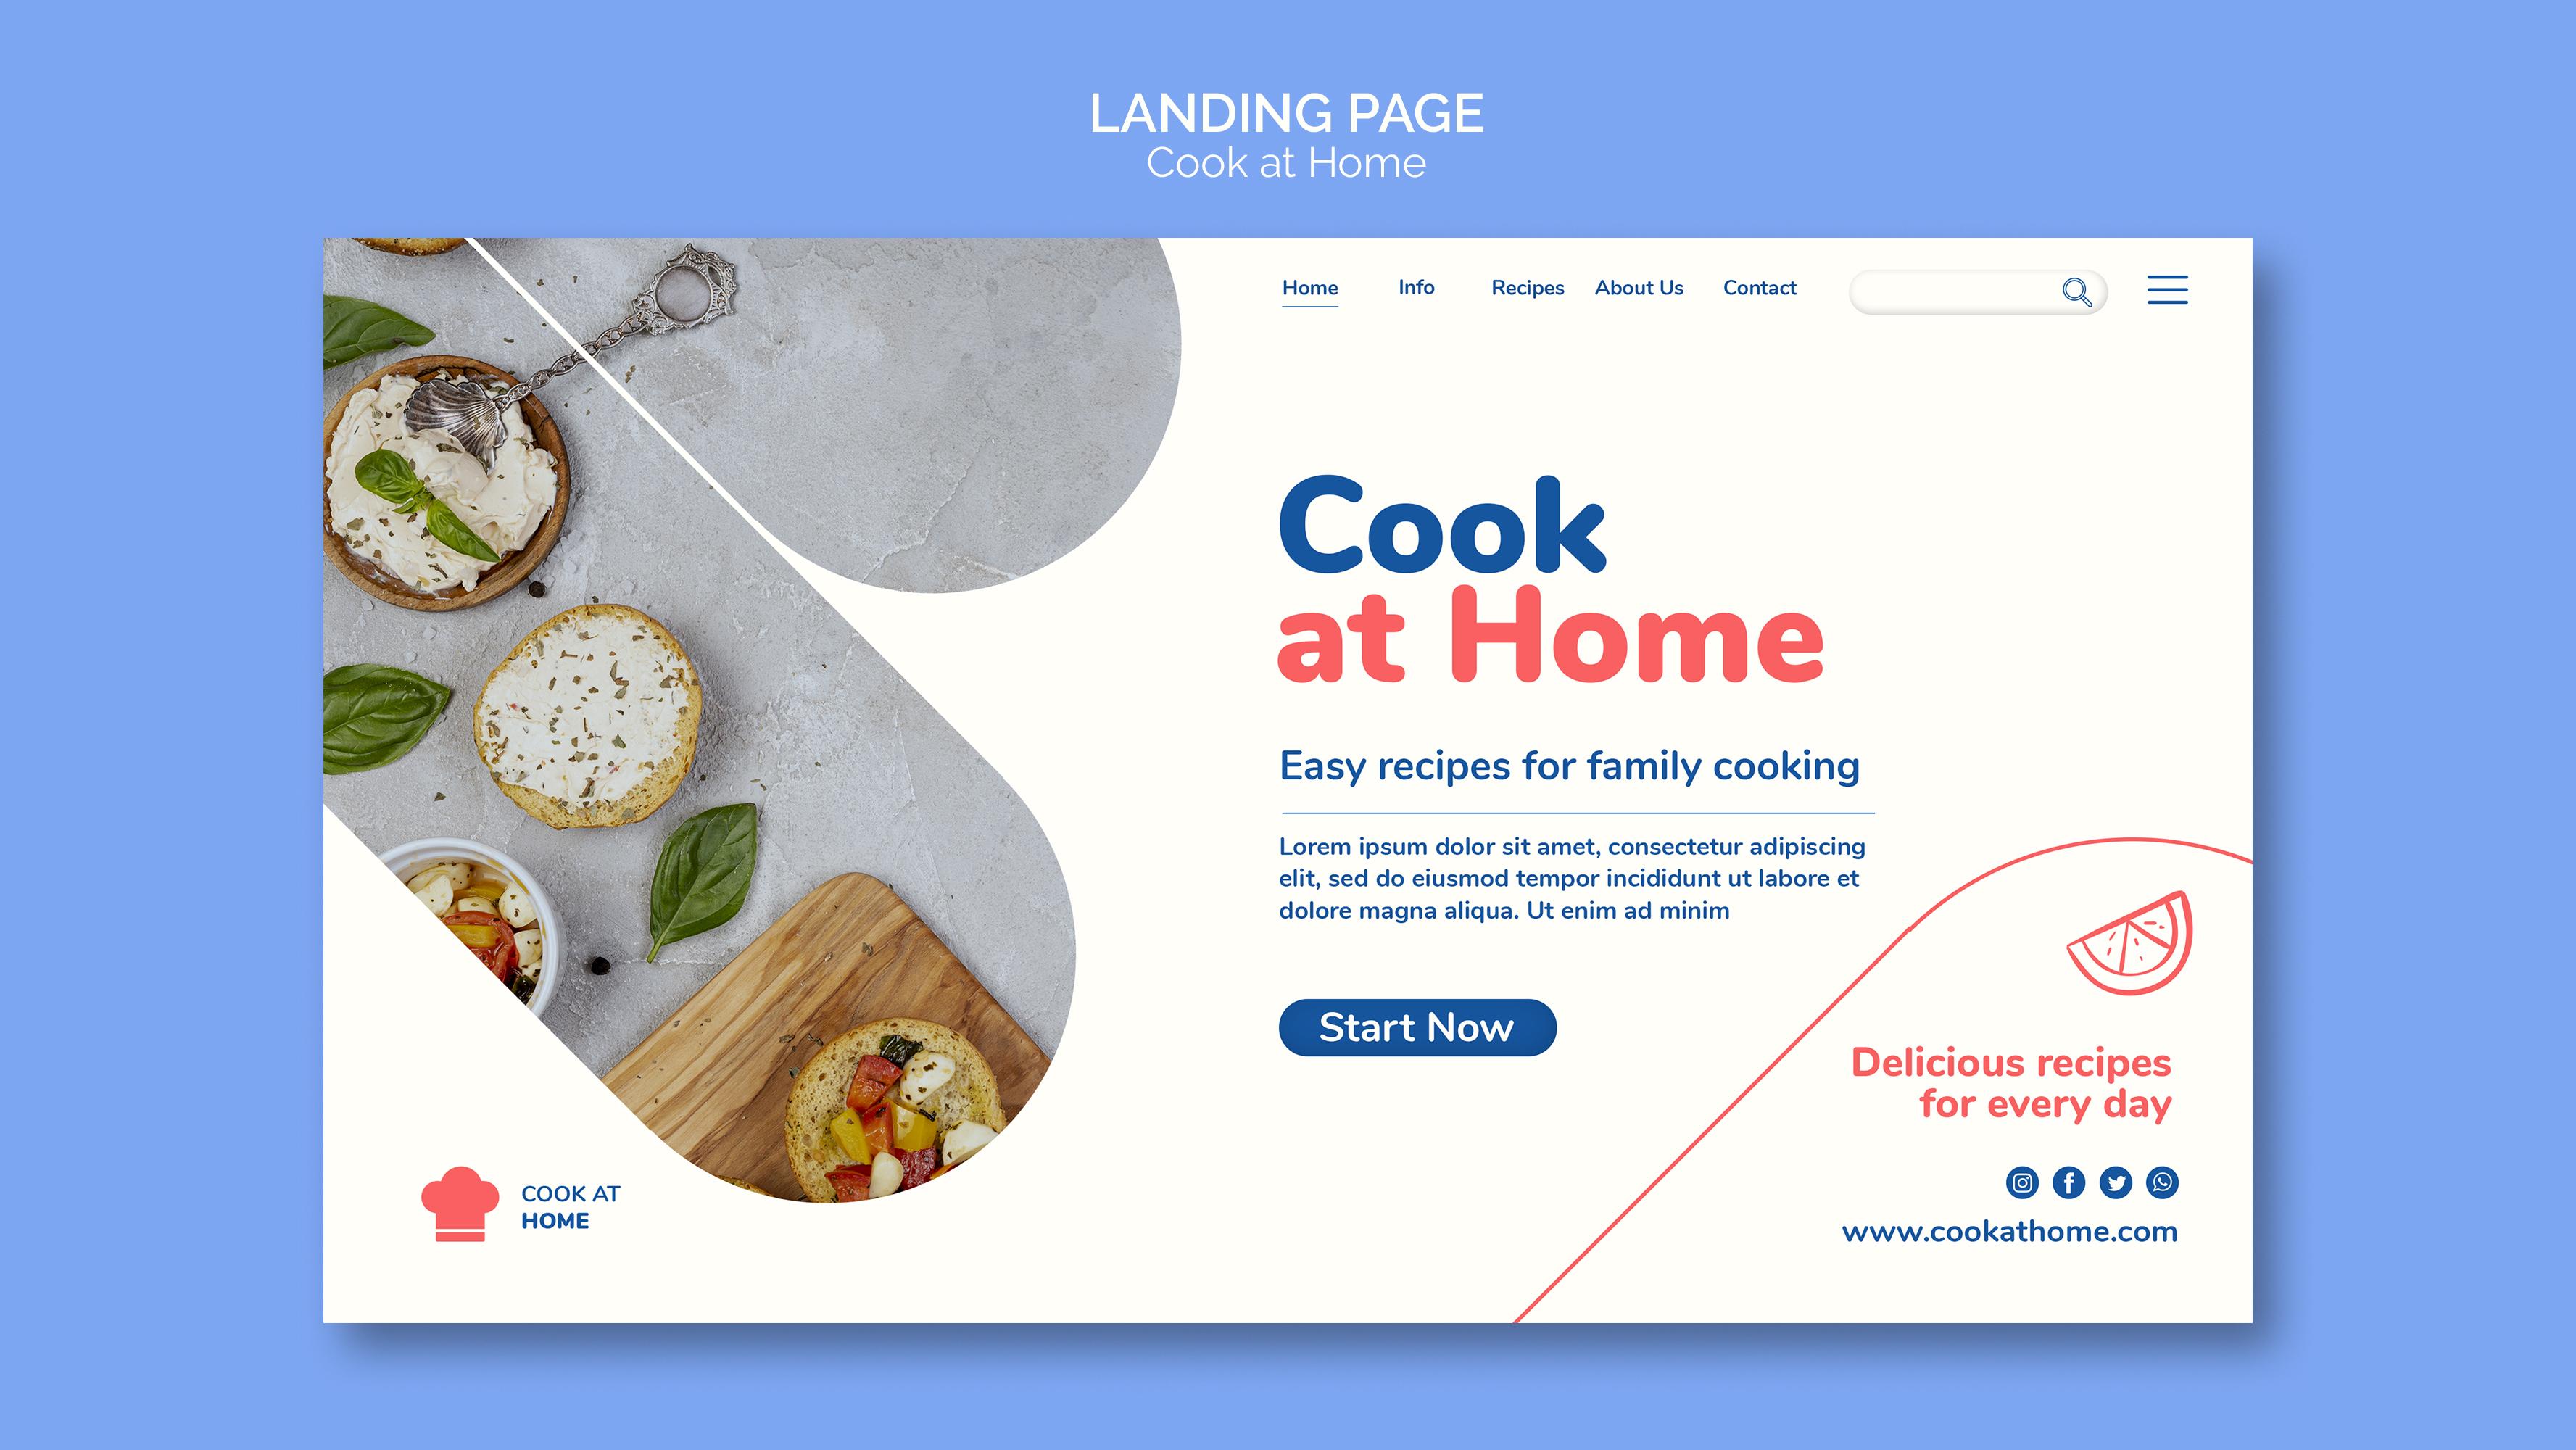 LANDING PAGE
Cook at Home
Home Info Recipes About Us Contact
Cook
at Home
Easy recipes for family cooking
Lorem ipsum dolor sit amet, consectetur adipiscing
elit, sed do eiusmod tempor incididunt ut labore et
dolore magna aliqua. Ut enim ad minim
Start Now
Delicious recipes
for every day
www.cookathome.com
COOK AT
HOME